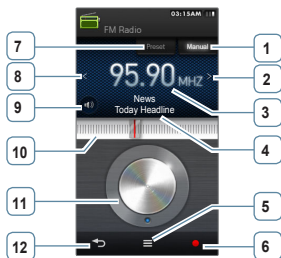 03:15AM
FM Radio
7 Preset Manual 1
8 < 95.90 MHZ > 2
9 News 3
Today Headline
10 4
11 5
12 6